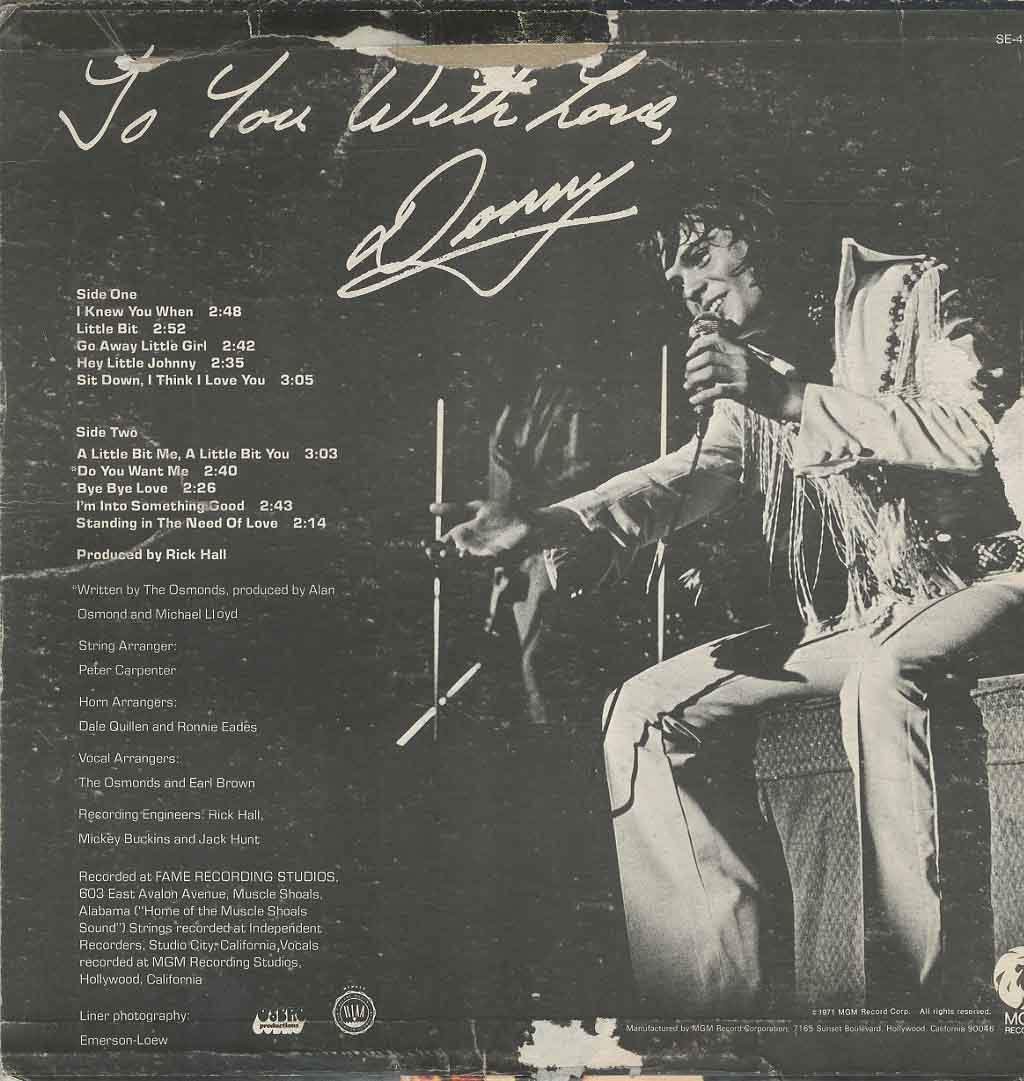 SE-4
To You With Love,
Donny
Side One
I Knew You When 2:48
Little Bit 2:52
Go Away Little Girl 2:42
Hey Little Johnny 2:35
Sit Down, I Think I Love You 3:05
Side Two
A Little Bit Me, A Little Bit You 3:03
*Do You Want Me 2:40
Bye Bye Love 2:26
I'm Into Something Good 2:43
Standing in The Need Of Love 2:14
Produced by Rick Hall
*Written by The Osmonds, produced by Alan
Osmond and Michael Lloyd
String Arranger:
Peter Carpenter
Horn Arrangers:
Dale Quillen and Ronnie Eades
Vocal Arrangers:
The Osmonds and Earl Brown
Recording Engineers: Rick Hall,
Mickey Buckins and Jack Hunt
Recorded at FAME RECORDING STUDIOS,
603 East Avalon Avenue, Muscle Shoals,
Alabama ("Home of the Muscle Shoals
Sound") Strings recorded at Independent
Recorders, Studio City, California, Vocals
recorded at MGM Recording Studios,
Hollywood, California
Liner photography:
Emerson-Loew
productions
©1971 MGM Record Corp. All rights reserved.
Manufactured by MGM Record Corporation, 7165 Sunset Boulevard, Hollywood, California 90046